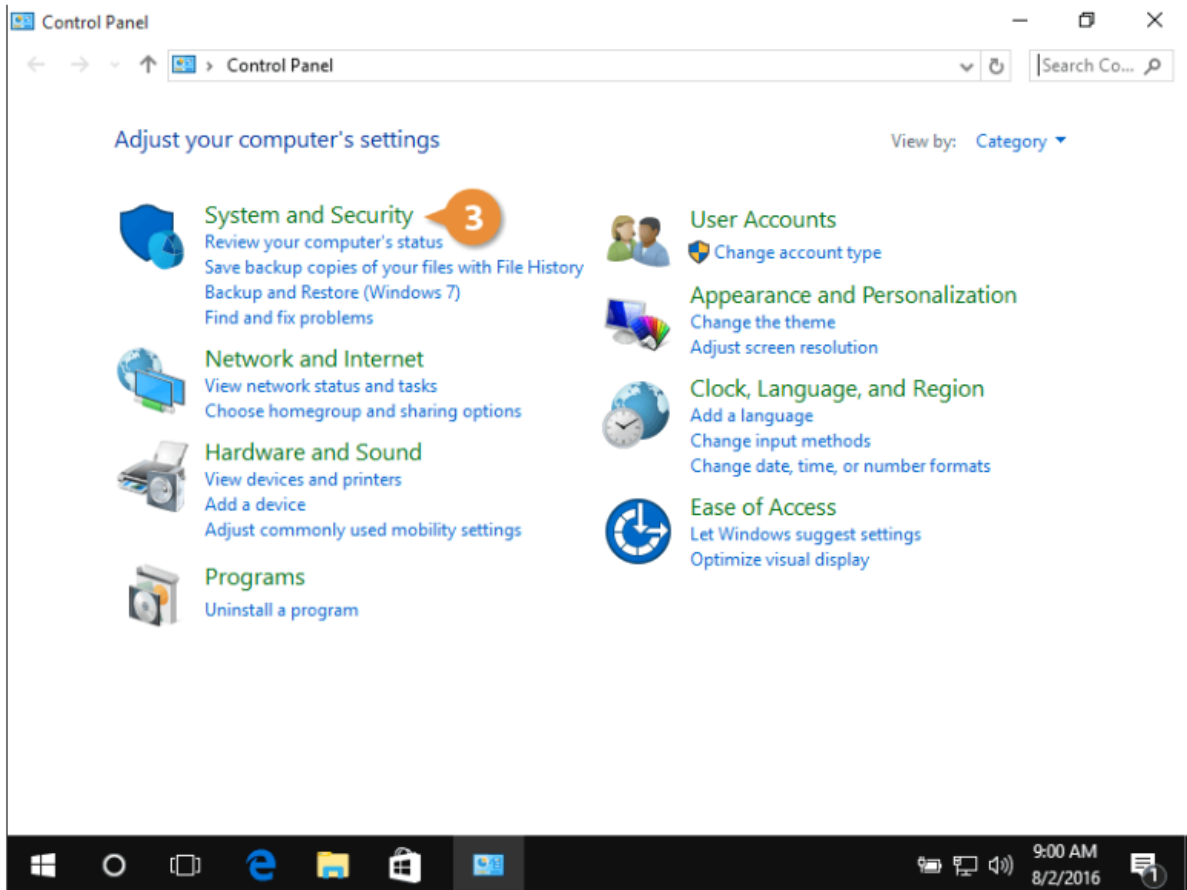 Control Panel
Control Panel
Search Co...
Adjust your computer's settings
View by: Category
System and Security
3
Review your computer's status
Save backup copies of your files with File History
Backup and Restore (Windows 7)
Find and fix problems
Network and Internet
View network status and tasks
Choose homegroup and sharing options
Hardware and Sound
View devices and printers
Add a device
Adjust commonly used mobility settings
Programs
Uninstall a program
User Accounts
Change account type
Appearance and Personalization
Change the theme
Adjust screen resolution
Clock, Language, and Region
Add a language
Change input methods
Change date, time, or number formats
Ease of Access
Let Windows suggest settings
Optimize visual display
9:00 AM
8/2/2016
1